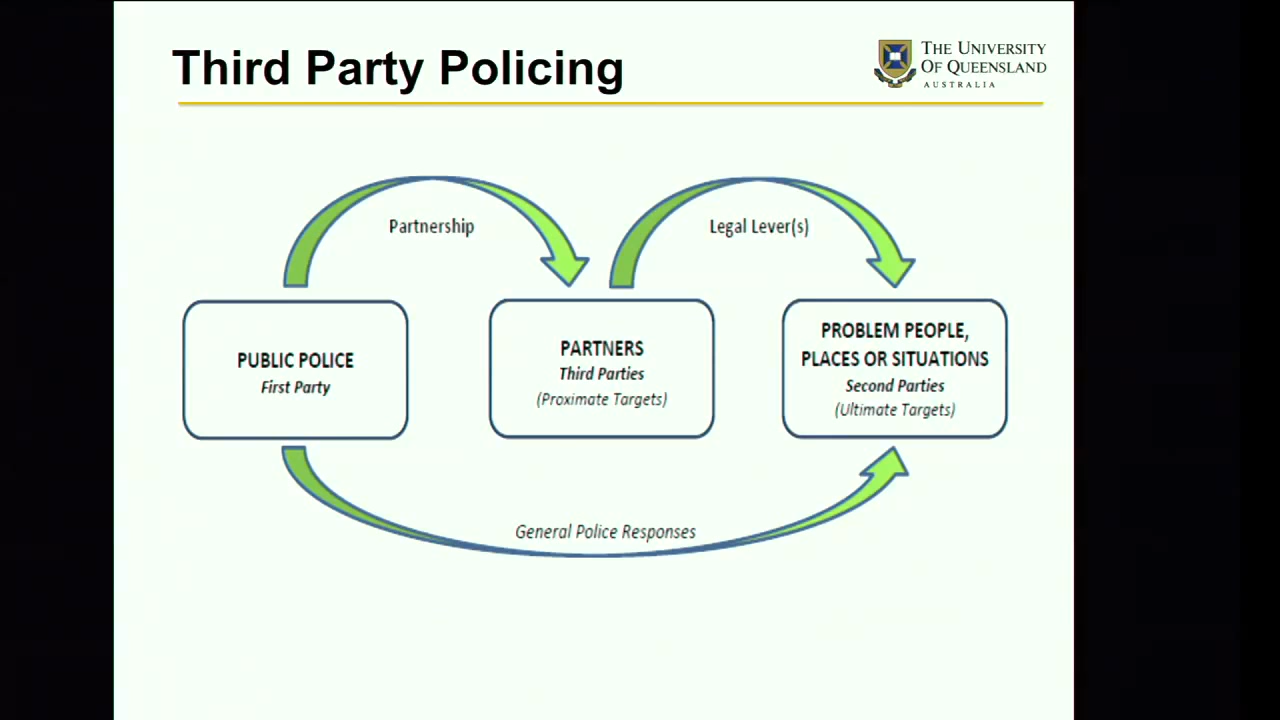 Third Party Policing
THE UNIVERSITY
OF QUEENSLAND
AUSTRALIA
Partnership
Legal Lever(s)
PUBLIC POLICE
First Party
PARTNERS
Third Parties
(Proximate Targets)
PROBLEM PEOPLE,
PLACES OR SITUATIONS
Second Parties
(Ultimate Targets)
General Police Responses